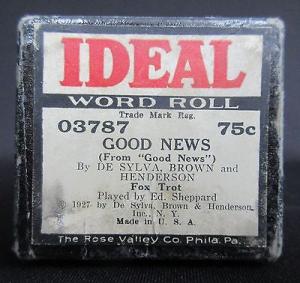 IDEAL
WORD ROLL
Trade Mark Reg.
03787 75c
GOOD NEWS
(From "Good News")
By DE SYLVA, BROWN and
HENDERSON
Fox Trot
Played by Ed. Sheppard
© 1927 by De Sylva, Brown & Henderson,
Inc., N. Y.
Made in U. S. A.
The Rose Valley Co. Phila. Pa.